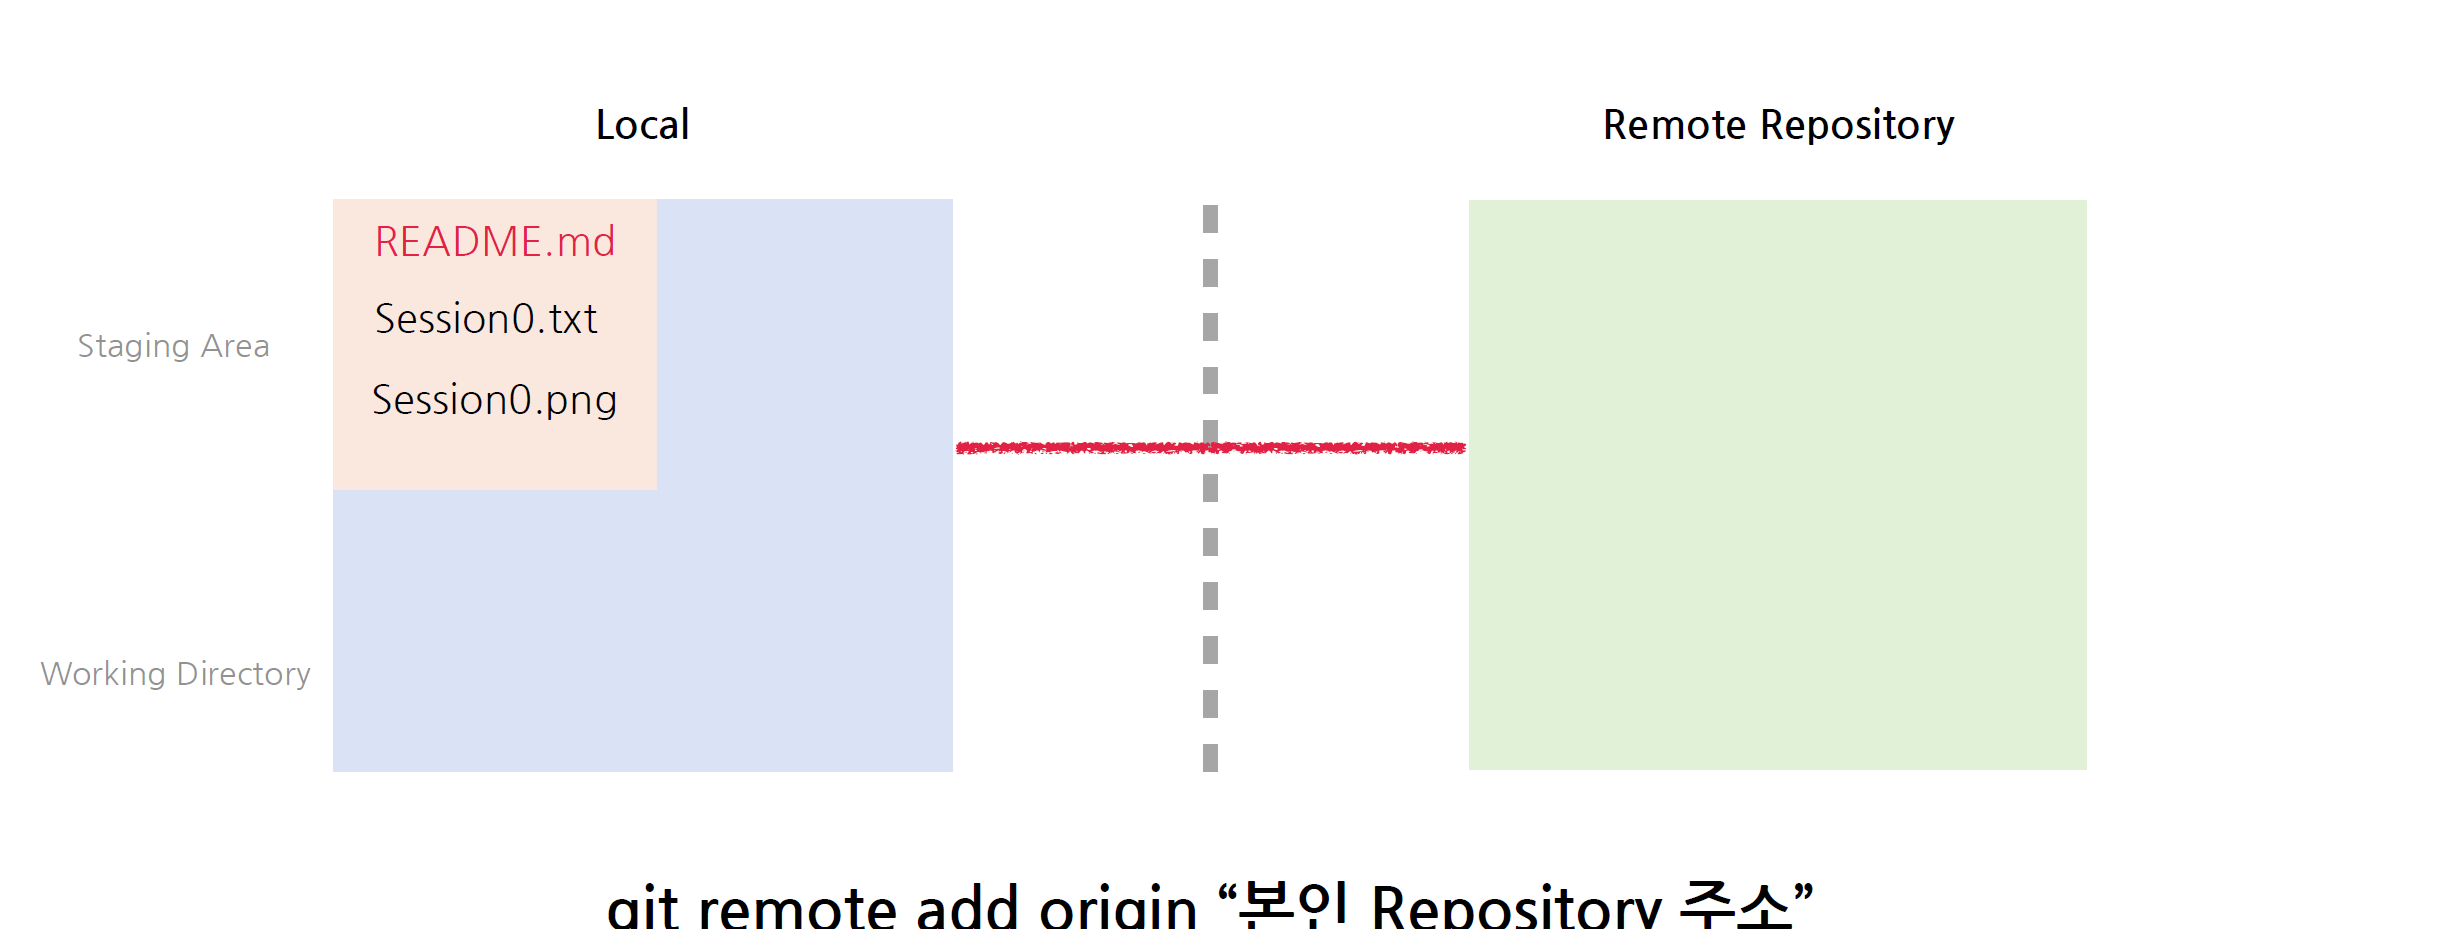 Local
Remote Repository
README.md
Session0.txt
Staging Area
Session0.png
Working Directory
git remote add origin “본인 Repository 주소”